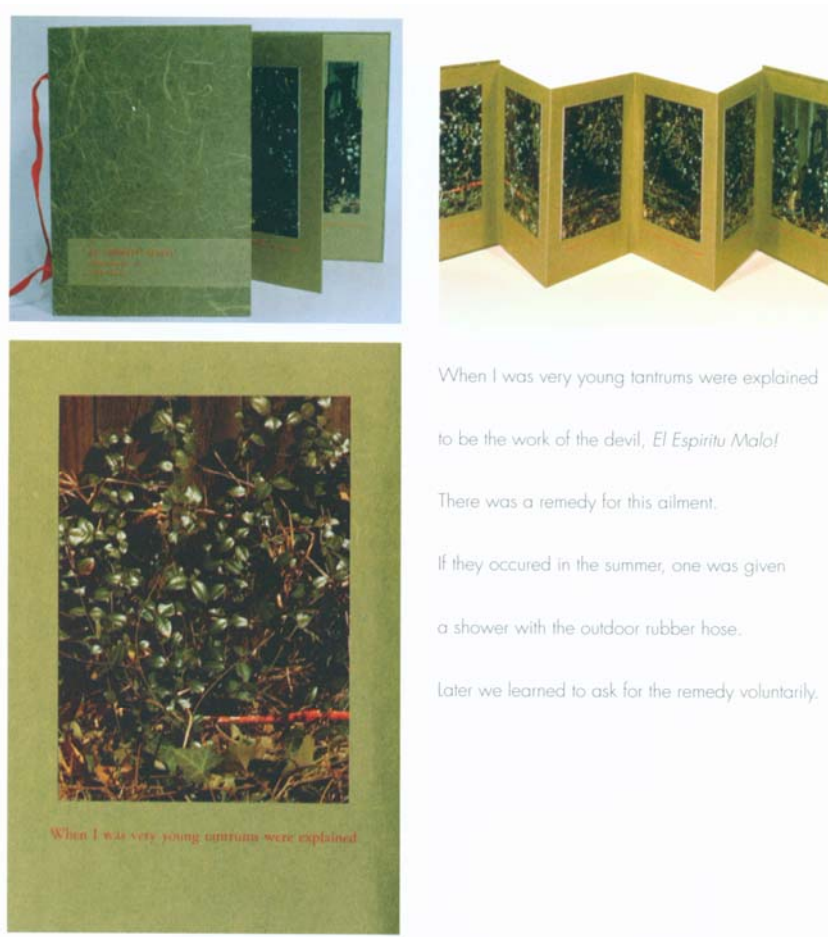 When I was very young tantrums were explained
When I was very young tantrums were explained
to be the work of the devil, El Espiritu Malo!
There was a remedy for this ailment.
If they occured in the summer, one was given
a shower with the outdoor rubber hose.
Later we learned to ask for the remedy voluntarily.